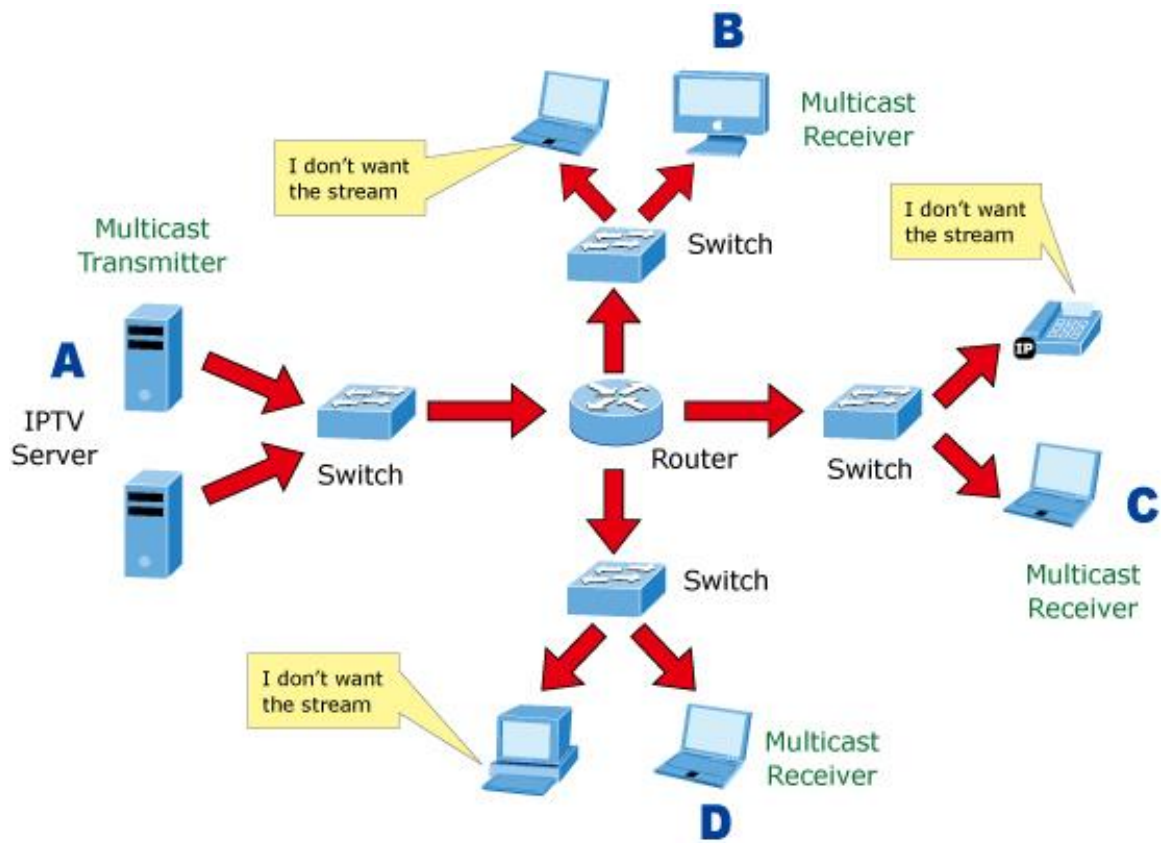 B
Multicast
Receiver
I don't want
the stream
I don't want
the stream
Multicast
Transmitter
Switch
A
IPTV
Server
Switch
Router
Switch
C
Multicast
Receiver
Switch
I don't want
the stream
Multicast
Receiver
D
IP